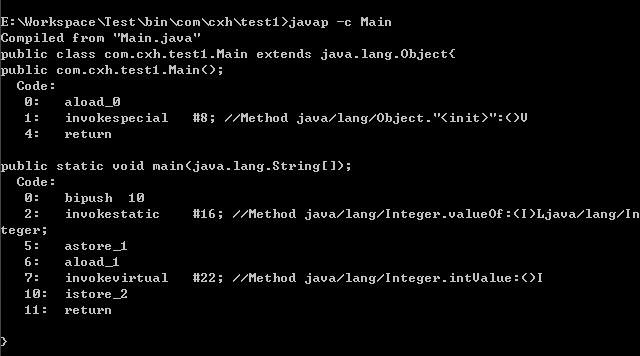 E:\Workspace\Test\bin\com\cxh\test1>javap -c Main
Compiled from "Main.java"
public class com.cxh.test1.Main extends java.lang.Object{
public com.cxh.test1.Main();
  Code:
   0:   aload_0
   1:   invokespecial   #8; //Method java/lang/Object."<init>":()V
   4:   return

public static void main(java.lang.String[]);
  Code:
   0:   bipush  10
   2:   invokestatic    #16; //Method java/lang/Integer.valueOf:(I)Ljava/lang/In
teger;
   5:   astore_1
   6:   aload_1
   7:   invokevirtual   #22; //Method java/lang/Integer.intValue:()I
   10:  istore_2
   11:  return

}